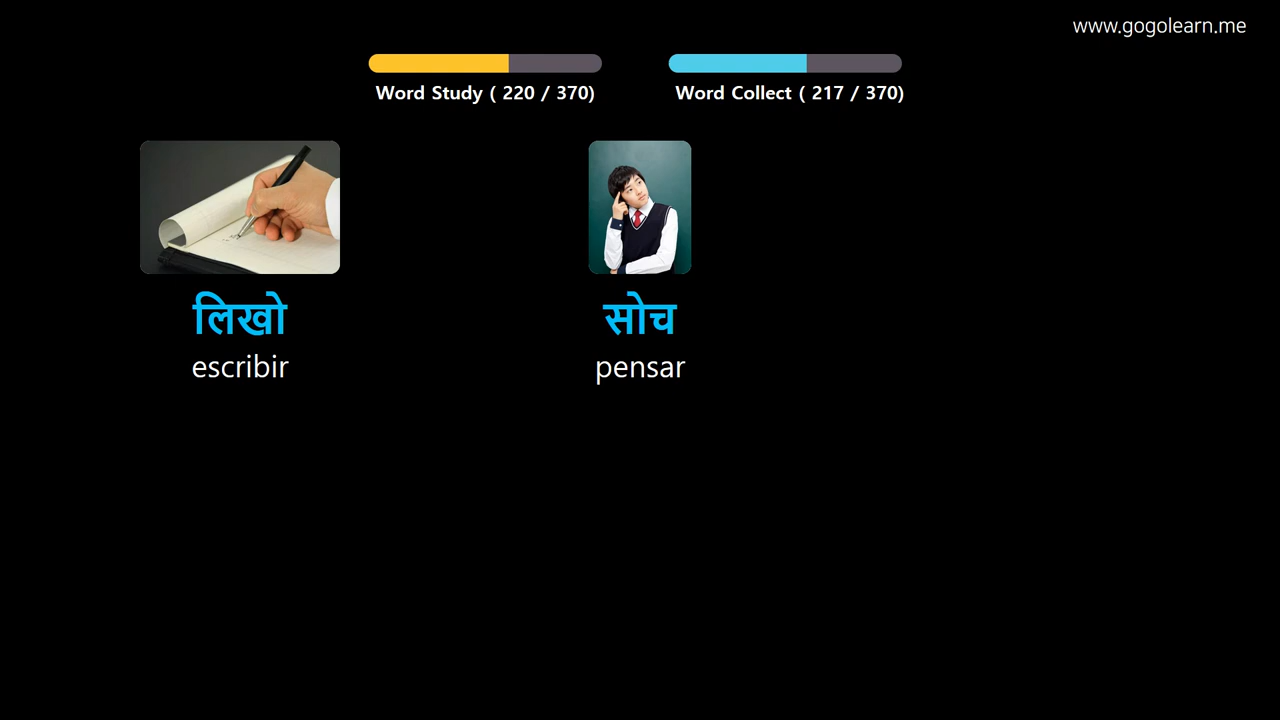 www.gogolearn.me
Word Study ( 220 / 370)
Word Collect ( 217 / 370)
लिखो
सोच
escribir
pensar